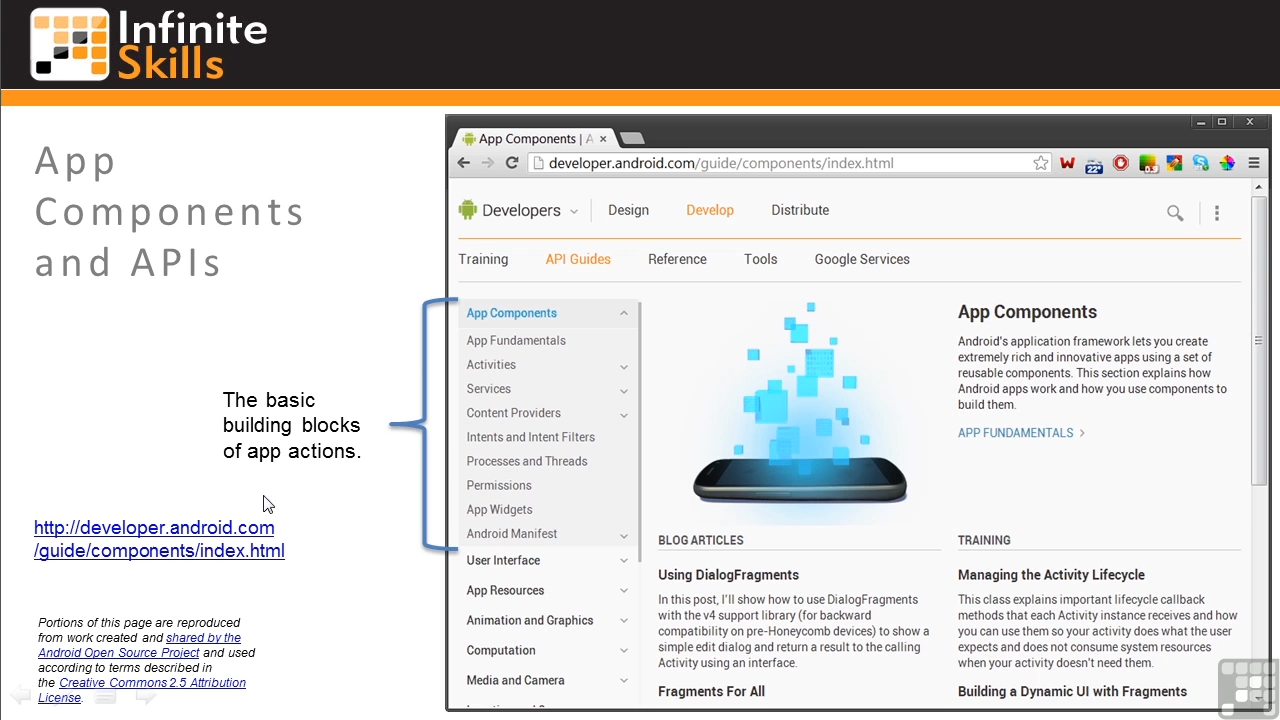 Infinite
Skills
App
Components
and APIs
The basic
building blocks
of app actions.
http://developer.android.com
/guide/components/index.html
Portions of this page are reproduced
from work created and shared by the
Android Open Source Project and used
according to terms described in
the Creative Commons 2.5 Attribution
License.
App Components | A
developer.android.com/guide/components/index.html
22°
Developers
Design
Develop
Distribute
Training
API Guides
Reference
Tools
Google Services
App Components
App Fundamentals
Activities
Services
Content Providers
Intents and Intent Filters
Processes and Threads
Permissions
App Widgets
Android Manifest
User Interface
App Resources
Animation and Graphics
Computation
Media and Camera
App Components
Android's application framework lets you create
extremely rich and innovative apps using a set of
reusable components. This section explains how
Android apps work and how you use components to
build them.
APP FUNDAMENTALS
BLOG ARTICLES
Using DialogFragments
In this post, I'll show how to use DialogFragments
with the v4 support library (for backward
compatibility on pre-Honeycomb devices) to show a
simple edit dialog and return a result to the calling
Activity using an interface.
Fragments For All
TRAINING
Managing the Activity Lifecycle
This class explains important lifecycle callback
methods that each Activity instance receives and how
you can use them so your activity does what the user
expects and does not consume system resources
when your activity doesn't need them.
Building a Dynamic UI with Fragments